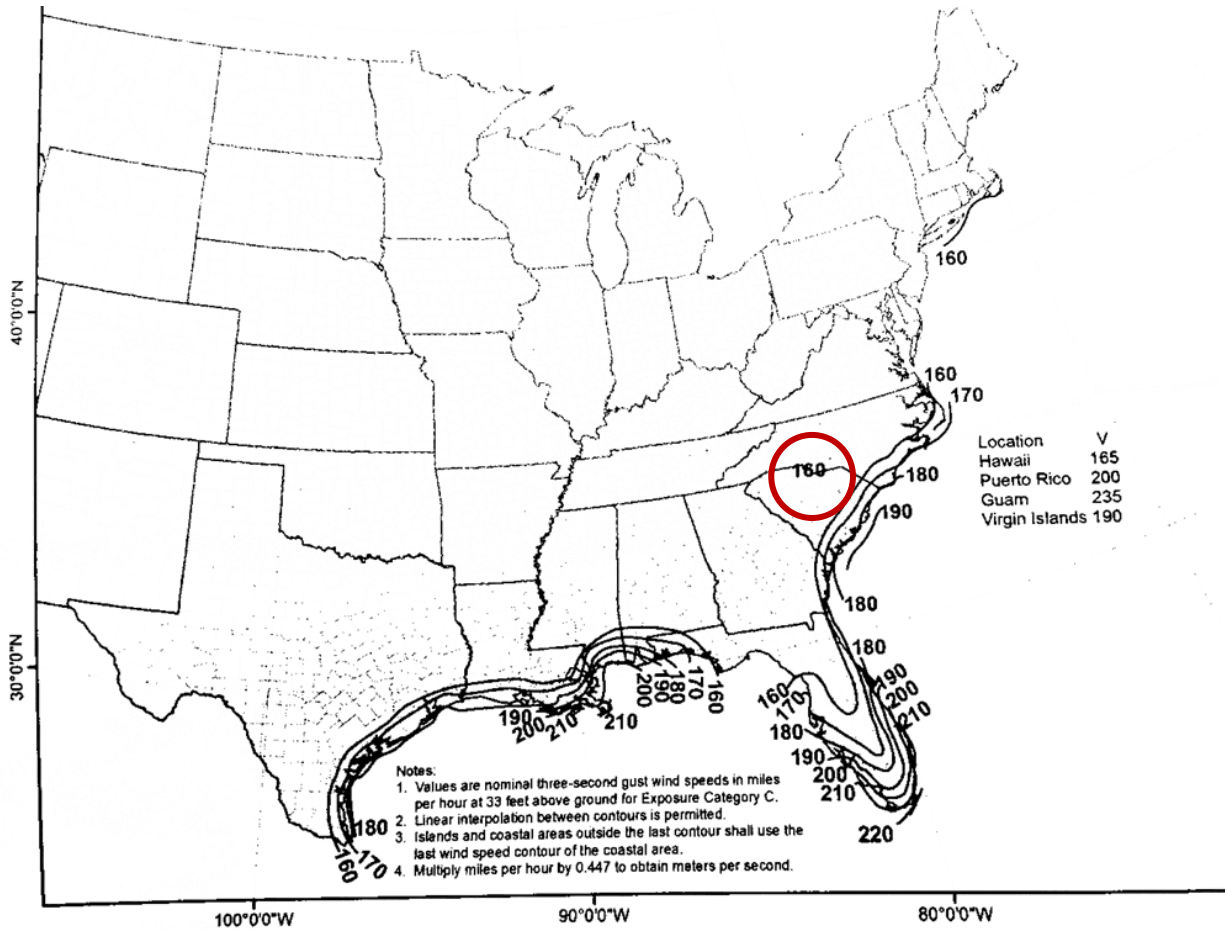 40°0'0"N
30°0'0"N
100°0'0"W
90°0'0"W
80°0'0"W
160
160
170
160
180
190
180
180
190
200
210
160
170
180
190
200
210
220
200
190
180
170
160
190
200
210
210
180
170
160
Location V
Hawaii 165
Puerto Rico 200
Guam 235
Virgin Islands 190
Notes:
1. Values are nominal three-second gust wind speeds in miles
per hour at 33 feet above ground for Exposure Category C.
2. Linear interpolation between contours is permitted.
3. Islands and coastal areas outside the last contour shall use the
last wind speed contour of the coastal area.
4. Multiply miles per hour by 0.447 to obtain meters per second.